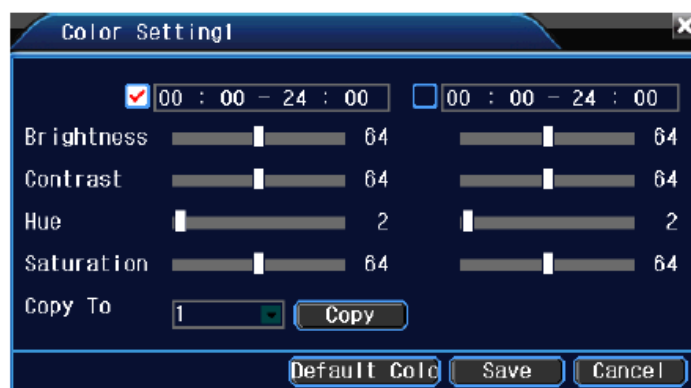 Color Setting1
00 : 00 - 24 : 00 00 : 00 - 24 : 00
Brightness 64 64
Contrast 64 64
Hue 2 2
Saturation 64 64
Copy To 1 Copy
Default Colo Save Cancel